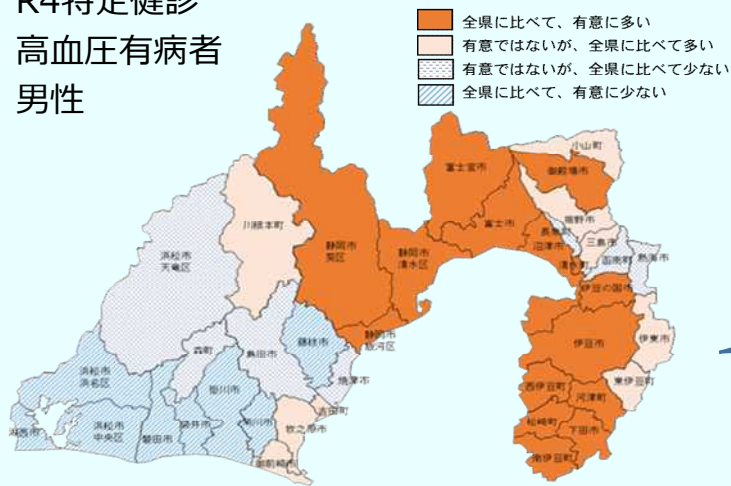 R4特定健診
高血圧有病者
男性
全県に比べて、有意に多い
有意ではないが、全県に比べて多い
有意ではないが、全県に比べて少ない
全県に比べて、有意に少ない
小山町
御殿場市
富士宮市
裾野市
富士市
長泉町
沼津市
三島市
清水町
函南町
熱海市
伊豆の国市
伊豆市
伊東市
東伊豆町
西伊豆町
河津町
松崎町
下田市
南伊豆町
川根本町
静岡市
葵区
静岡市
清水区
静岡市
駿河区
浜松市
天竜区
藤枝市
島田市
森町
焼津市
浜松市
浜名区
掛川市
吉田町
湖西市
浜松市
中央区
磐田市
袋井市
菊川市
牧之原市
御前崎市